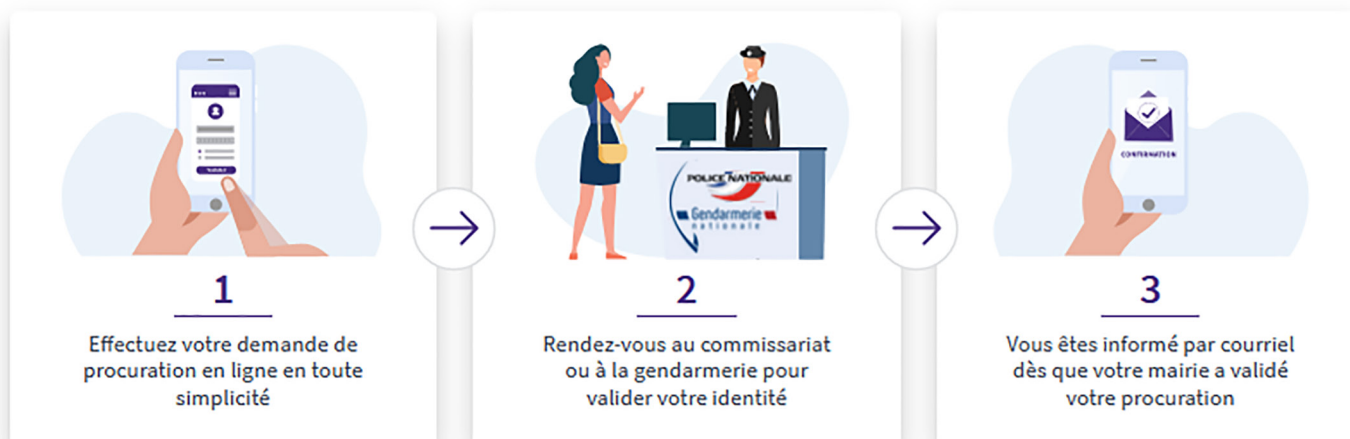 POLICE NATIONALE
Gendarmerie
nationale
CONFIRMATION
1
Effectuez votre demande de
procuration en ligne en toute
simplicité
2
Rendez-vous au commissariat
ou à la gendarmerie pour
valider votre identité
3
Vous êtes informé par courriel
dès que votre mairie a validé
votre procuration